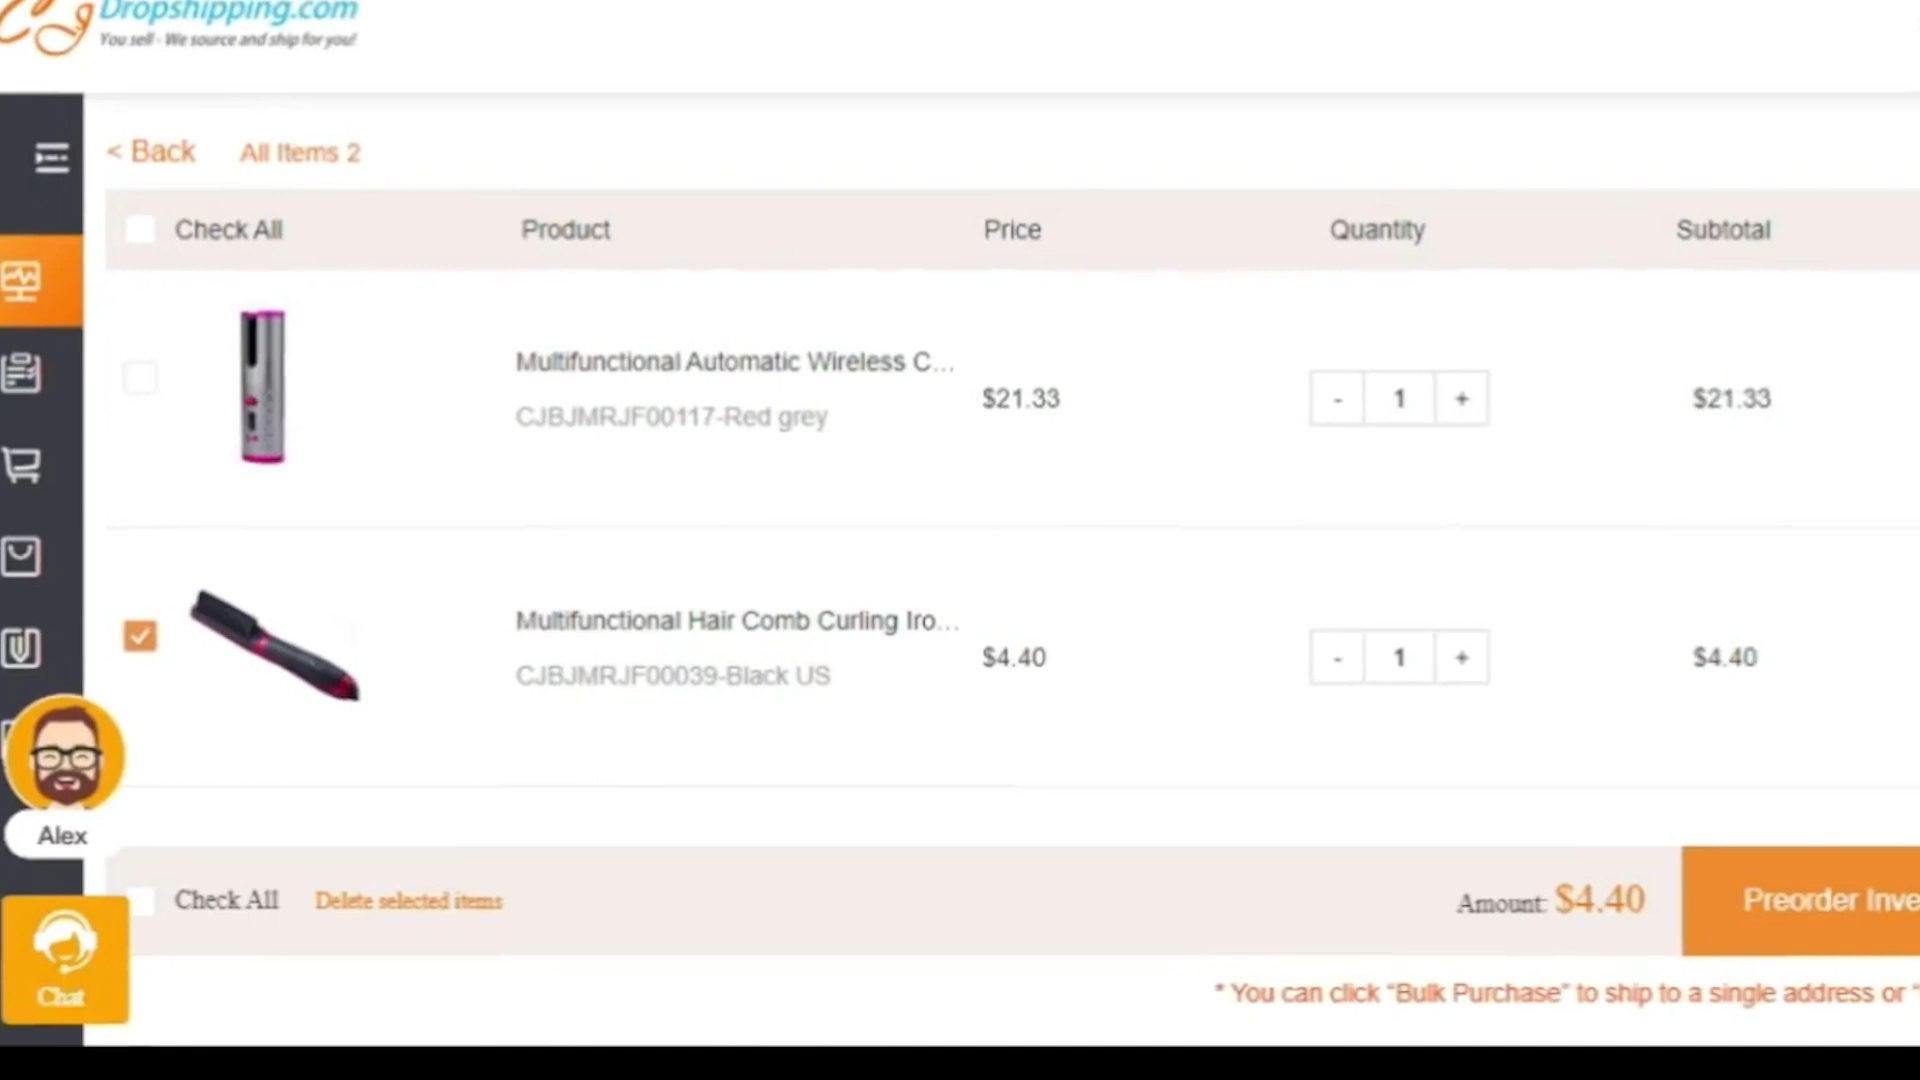 Dropshipping.com
You sell - We source and ship for you!
< Back All Items 2
Check All Product Price Quantity Subtotal
Multifunctional Automatic Wireless C...
CJBJMRJF00117-Red grey
$21.33 - 1 + $21.33
Multifunctional Hair Comb Curling Iro...
CJBJMRJF00039-Black US
$4.40 - 1 + $4.40
Alex
Check All Delete selected items Amount: $4.40 Preorder Inve
Chat
* You can click “Bulk Purchase” to ship to a single address or “